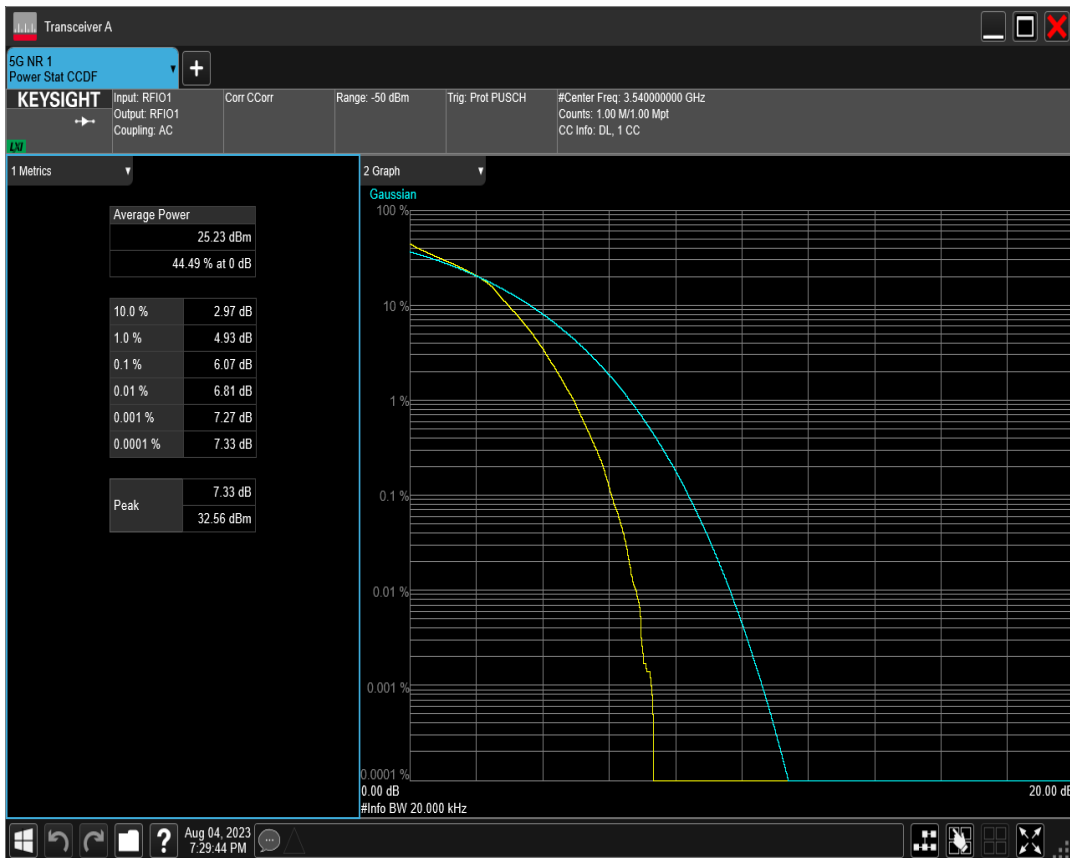 Transceiver A
5G NR 1
Power Stat CCDF
+
KEYSIGHT
LXI
Input: RFIO1
Output: RFIO1
Coupling: AC
Corr CCorr
Range: -50 dBm
Trig: Prot PUSCH
#Center Freq: 3.540000000 GHz
Counts: 1.00 M/1.00 Mpt
CC Info: DL, 1 CC
1 Metrics
Average Power
25.23 dBm
44.49 % at 0 dB
10.0 % 2.97 dB
1.0 % 4.93 dB
0.1 % 6.07 dB
0.01 % 6.81 dB
0.001 % 7.27 dB
0.0001 % 7.33 dB
Peak
7.33 dB
32.56 dBm
2 Graph
Gaussian
100 %
10 %
1 %
0.1 %
0.01 %
0.001 %
0.0001 %
0.00 dB
20.00 dB
#Info BW 20.000 kHz
?
Aug 04, 2023
7:29:44 PM